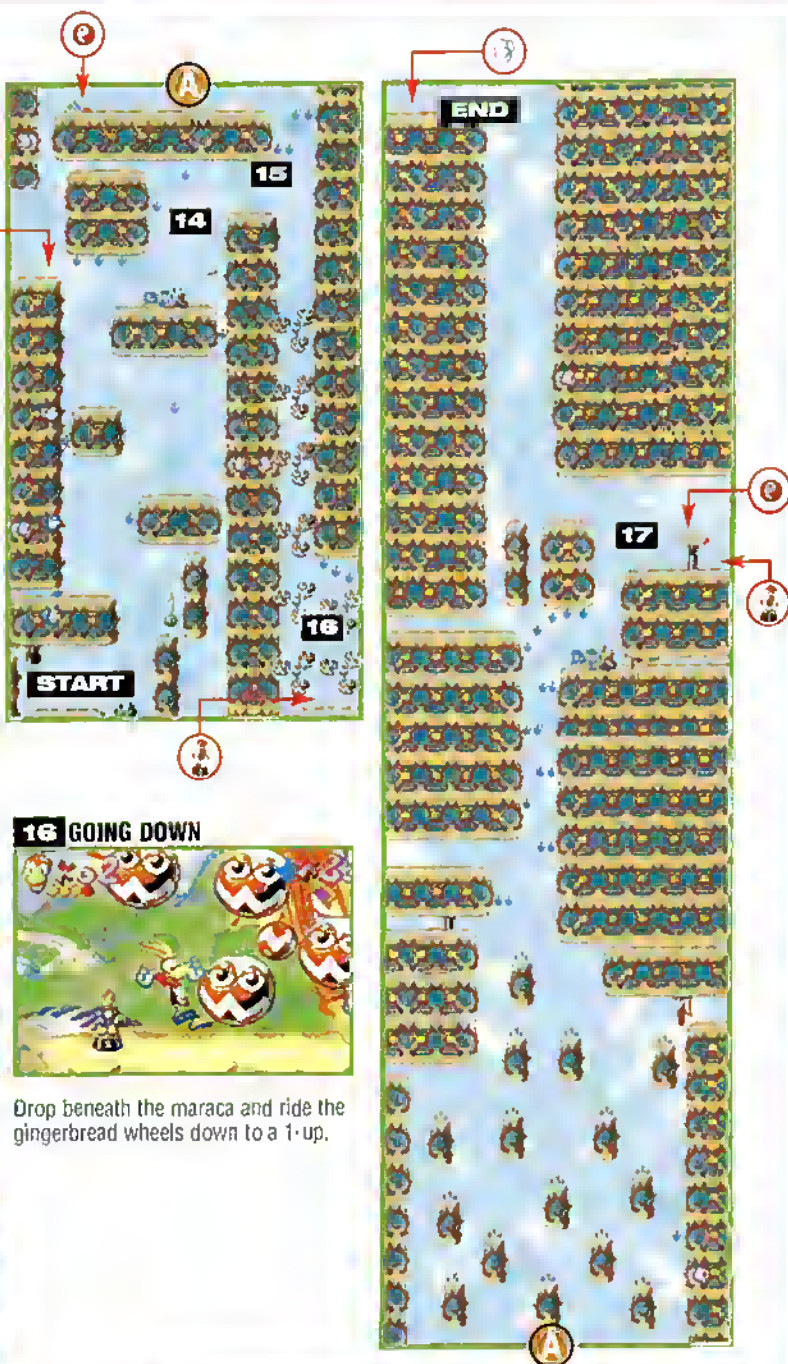 A
END
15
14
17
16
START
16 GOING DOWN
Drop beneath the maraca and ride the
gingerbread wheels down to a 1-up.
A